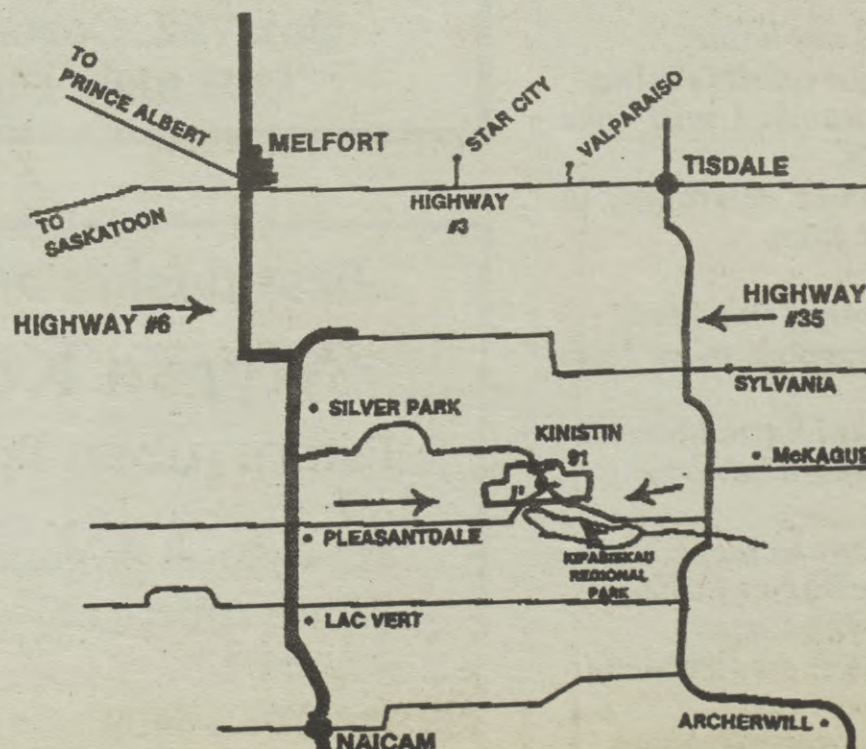 TO
PRINCE ALBERT
MELFORT
STAR CITY
VALPARAISO
TISDALE
TO
SASKATOON
HIGHWAY
#3
HIGHWAY #6
HIGHWAY
#35
SYLVANIA
• SILVER PARK
KINISTIN
91
• McKAGUE
• PLEASANTDALE
KIPABISKAU
REGIONAL
PARK
• LAC VERT
NAICAM
ARCHERWILL •